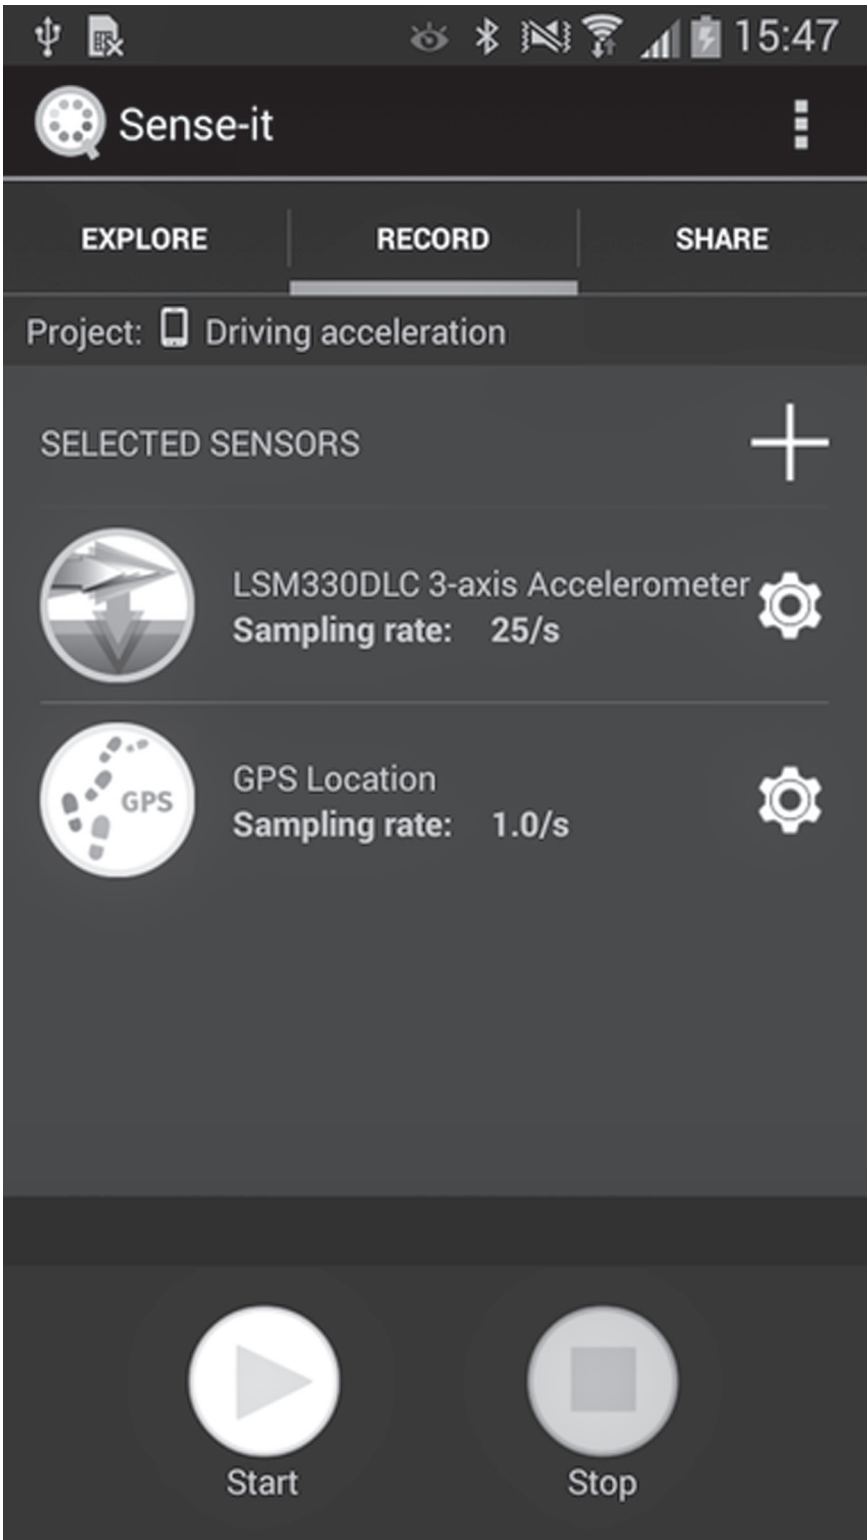 15:47
Sense-it
EXPLORE RECORD SHARE
Project: Driving acceleration
SELECTED SENSORS
LSM330DLC 3-axis Accelerometer
Sampling rate: 25/s
GPS
GPS Location
Sampling rate: 1.0/s
Start Stop